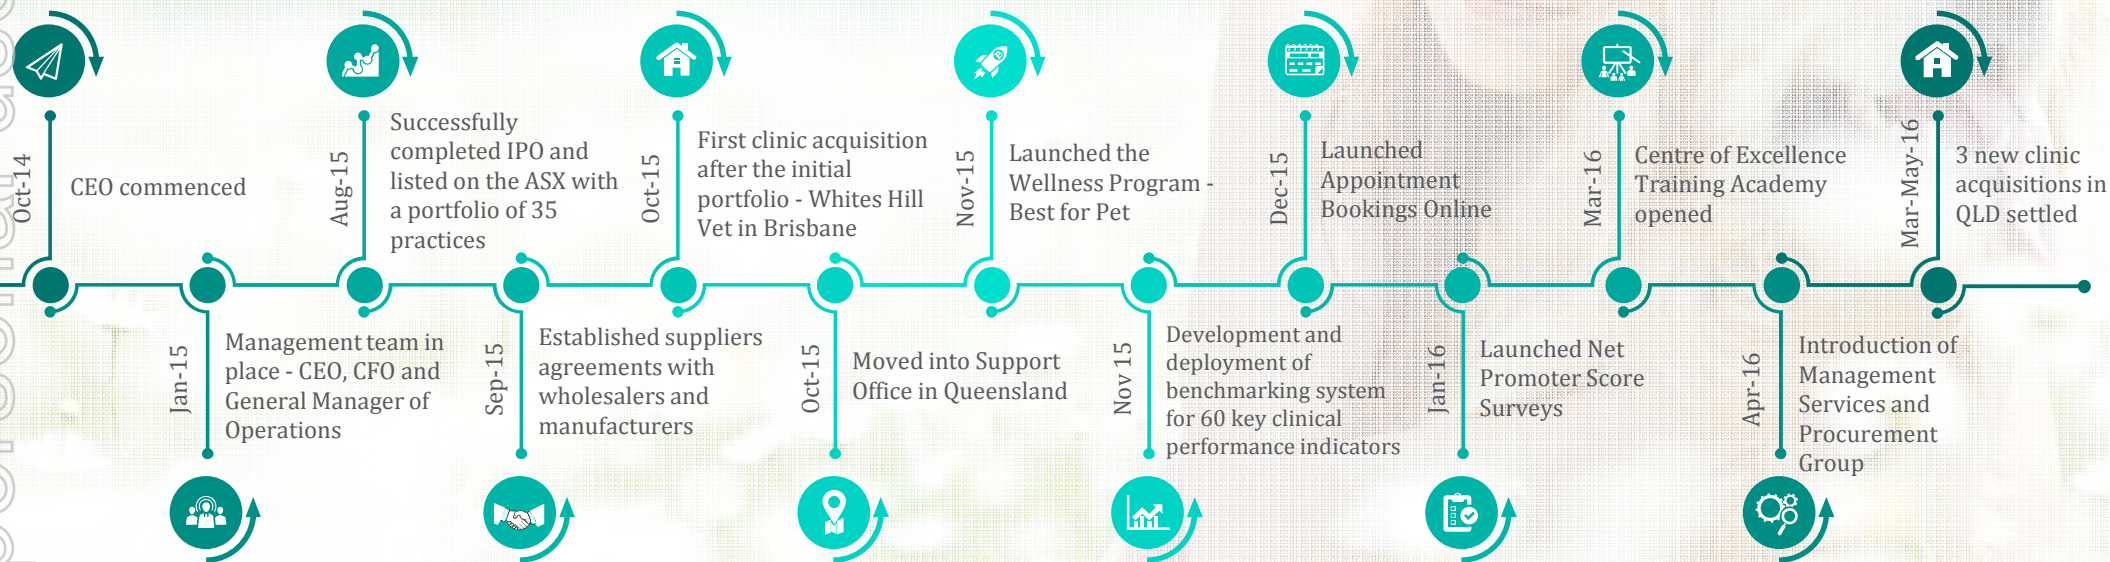 Oct-14
CEO commenced
Jan-15
Management team in
place - CEO, CFO and
General Manager of
Operations
Aug-15
Successfully
completed IPO and
listed on the ASX with
a portfolio of 35
practices
Sep-15
Established suppliers
agreements with
wholesalers and
manufacturers
Oct-15
First clinic acquisition
after the initial
portfolio - Whites Hill
Vet in Brisbane
Oct-15
Moved into Support
Office in Queensland
Nov-15
Launched the
Wellness Program -
Best for Pet
Nov 15
Development and
deployment of
benchmarking system
for 60 key clinical
performance indicators
Dec-15
Launched
Appointment
Bookings Online
Jan-16
Launched Net
Promoter Score
Surveys
Mar-16
Centre of Excellence
Training Academy
opened
Apr-16
Introduction of
Management
Services and
Procurement
Group
Mar-May-16
3 new clinic
acquisitions in
QLD settled